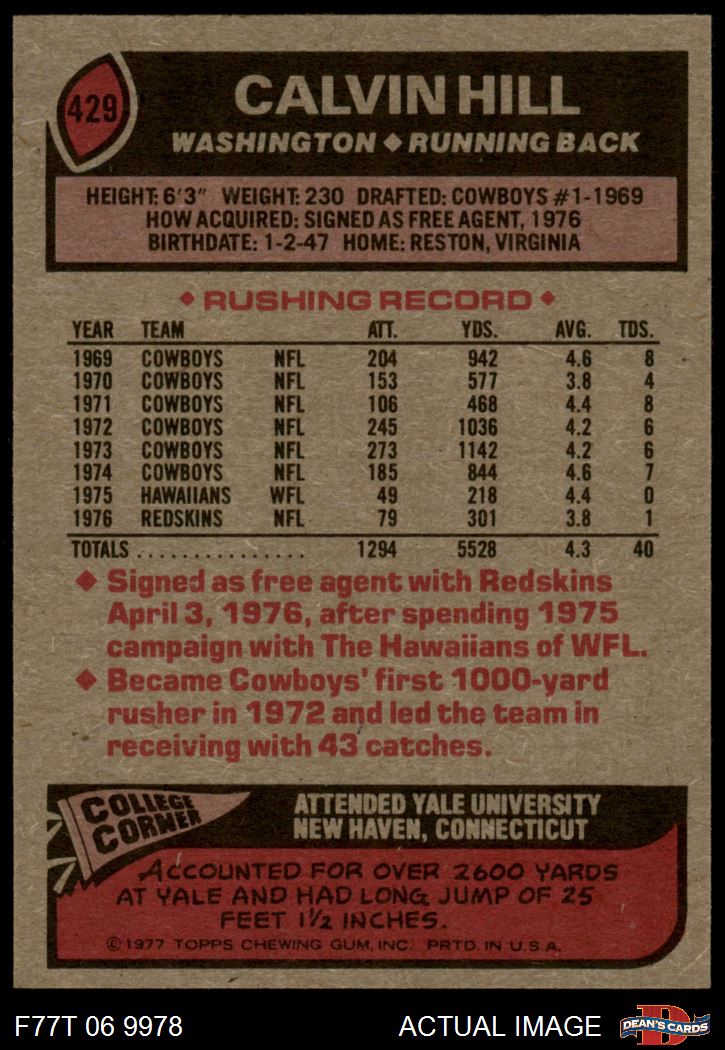 429
CALVIN HILL
WASHINGTON ◆ RUNNING BACK
HEIGHT: 6'3" WEIGHT: 230 DRAFTED: COWBOYS #1-1969
HOW ACQUIRED: SIGNED AS FREE AGENT, 1976
BIRTHDATE: 1-2-47 HOME: RESTON, VIRGINIA
◆ RUSHING RECORD ◆
YEAR TEAM ATT. YDS. AVG. TDS.
1969 COWBOYS NFL 204 942 4.6 8
1970 COWBOYS NFL 153 577 3.8 4
1971 COWBOYS NFL 106 468 4.4 8
1972 COWBOYS NFL 245 1036 4.2 6
1973 COWBOYS NFL 273 1142 4.2 6
1974 COWBOYS NFL 185 844 4.6 7
1975 HAWAIIANS WFL 49 218 4.4 0
1976 REDSKINS NFL 79 301 3.8 1
TOTALS ................ 1294 5528 4.3 40
◆ Signed as free agent with Redskins
April 3, 1976, after spending 1975
campaign with The Hawaiians of WFL.
◆ Became Cowboys' first 1000-yard
rusher in 1972 and led the team in
receiving with 43 catches.
COLLEGE
CORNER
ATTENDED YALE UNIVERSITY
NEW HAVEN, CONNECTICUT
ACCOUNTED FOR OVER 2600 YARDS
AT YALE AND HAD LONG JUMP OF 25
FEET 1½ INCHES.
©1977 TOPPS CHEWING GUM, INC. PRTD. IN U.S.A.
F77T 06 9978
ACTUAL IMAGE
D
DEAN'S CARDS